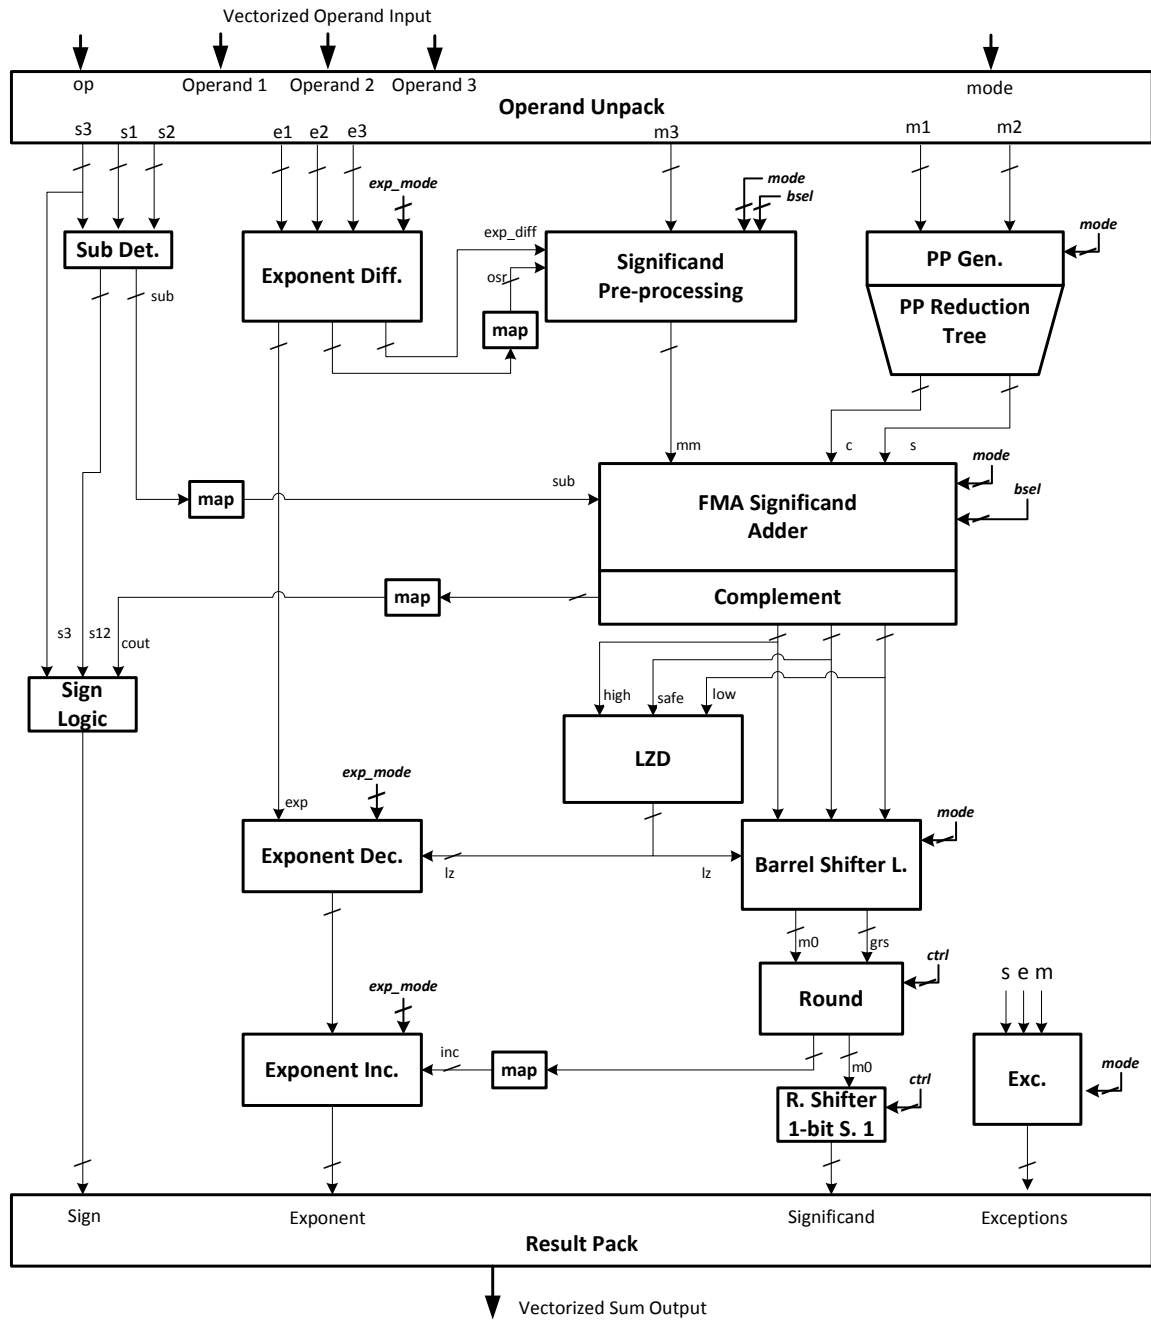 Vectorized Operand Input
op
Operand 1
Operand 2
Operand 3
mode
Operand Unpack
s3
s1
s2
e1
e2
e3
m3
m1
m2
exp_mode
mode
bsel
mode
Sub Det.
Exponent Diff.
exp_diff
osr
map
Significand
Pre-processing
PP Gen.
PP Reduction
Tree
sub
mm
c
s
mode
bsel
map
sub
FMA Significand
Adder
map
Complement
s3
s12
cout
Sign
Logic
high
safe
low
LZD
exp_mode
exp
mode
Exponent Dec.
lz
lz
Barrel Shifter L.
m0
grs
ctrl
exp_mode
Round
s
e
m
Exponent Inc.
inc
map
m0
ctrl
Exc.
mode
R. Shifter
1-bit S. 1
Sign
Exponent
Significand
Exceptions
Result Pack
Vectorized Sum Output